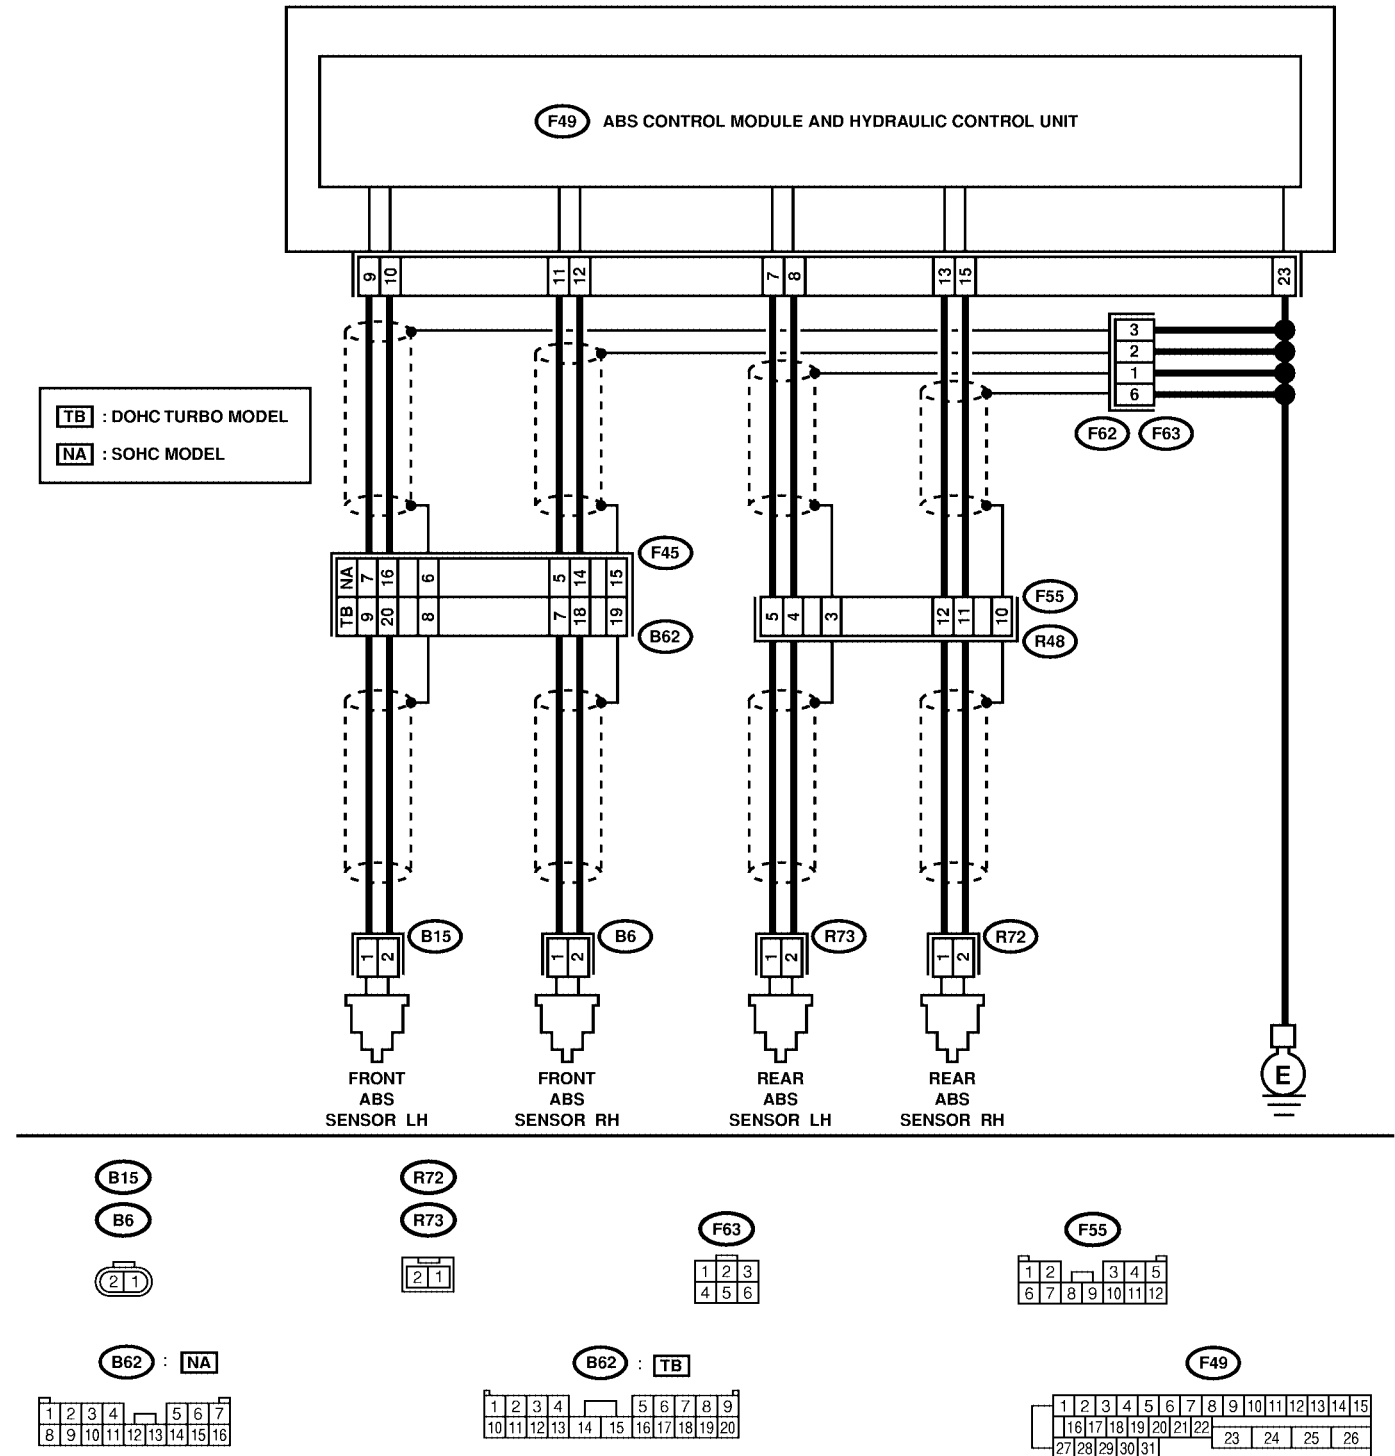 F49 ABS CONTROL MODULE AND HYDRAULIC CONTROL UNIT
9 10 11 12 7 8 13 15 23
3
2
1
6
F62 F63
TB : DOHC TURBO MODEL
NA : SOHC MODEL
F45
NA 7 16 6 5 14 15
TB 9 20 8 7 18 19
B62
F55
5 4 3 12 11 10
R48
B15 B6 R73 R72
1 2 1 2 1 2 1 2
FRONT ABS SENSOR LH
FRONT ABS SENSOR RH
REAR ABS SENSOR LH
REAR ABS SENSOR RH
E
B15
B6
2 1
R72
R73
2 1
F63
1 2 3
4 5 6
F55
1 2 3 4 5
6 7 8 9 10 11 12
B62 : NA
1 2 3 4 5 6 7
8 9 10 11 12 13 14 15 16
B62 : TB
1 2 3 4 5 6 7 8 9
10 11 12 13 14 15 16 17 18 19 20
F49
1 2 3 4 5 6 7 8 9 10 11 12 13 14 15
16 17 18 19 20 21 22 23 24 25 26
27 28 29 30 31